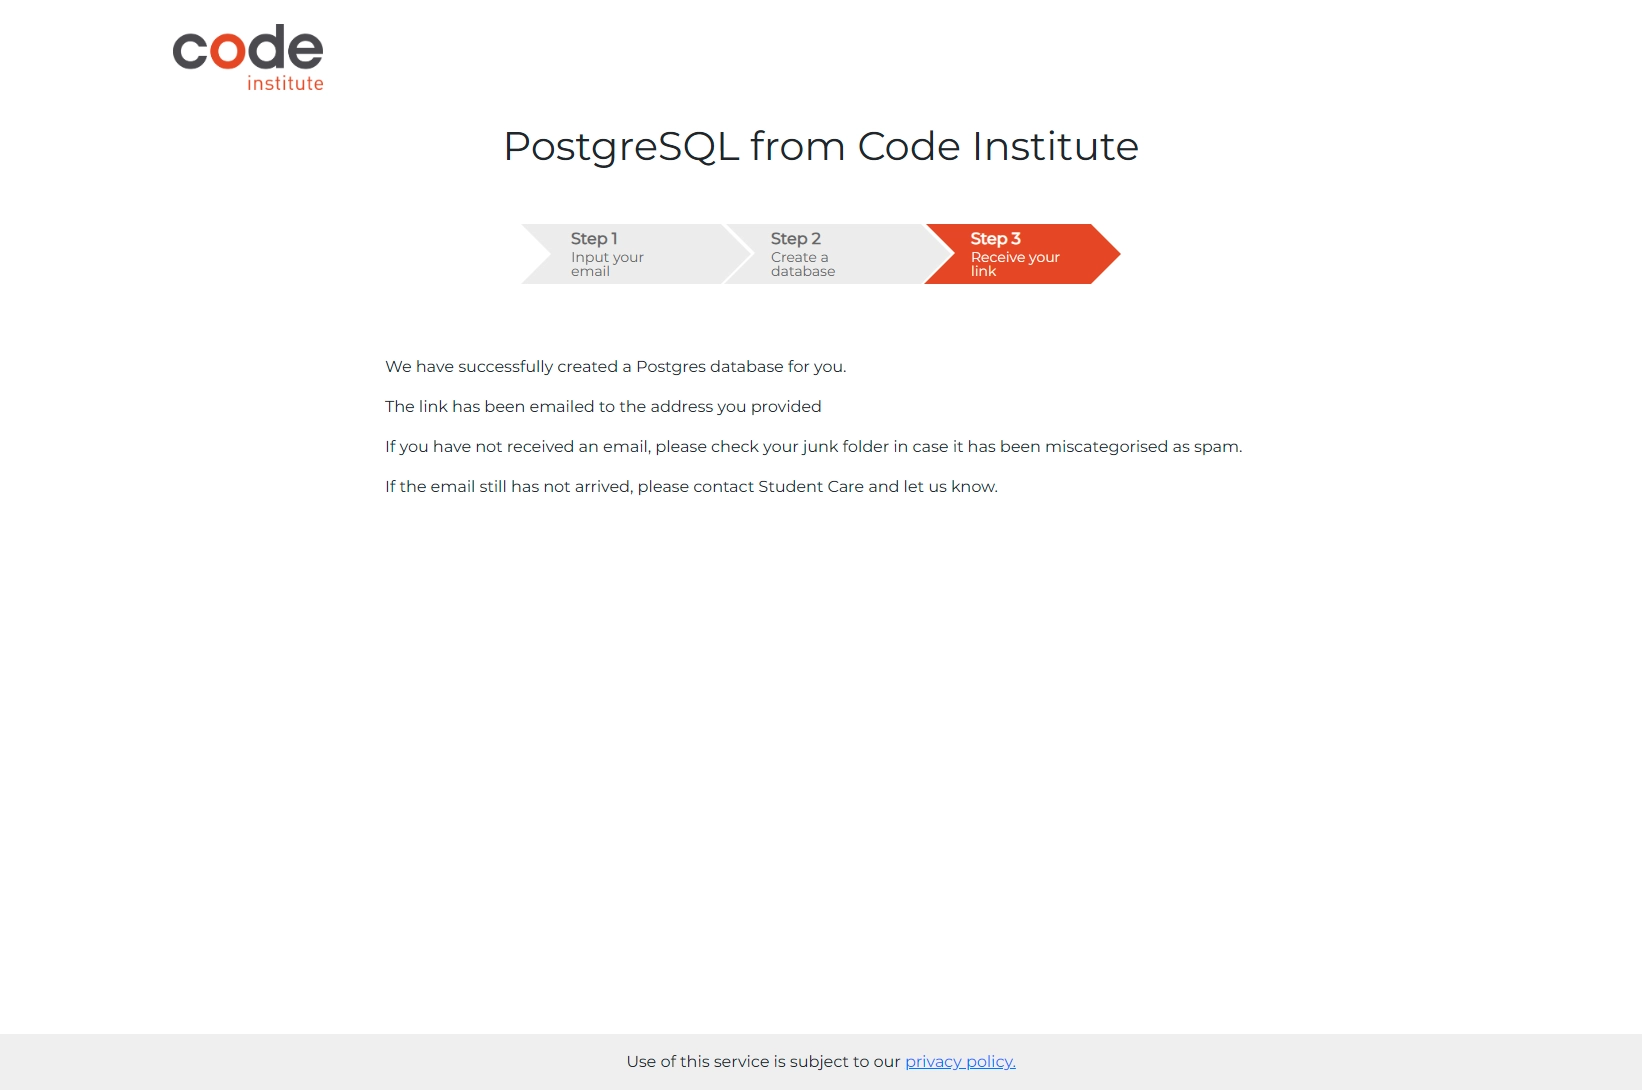 code
institute
PostgreSQL from Code Institute
Step 1
Input your
email
Step 2
Create a
database
Step 3
Receive your
link
We have successfully created a Postgres database for you.
The link has been emailed to the address you provided
If you have not received an email, please check your junk folder in case it has been miscategorised as spam.
If the email still has not arrived, please contact Student Care and let us know.
Use of this service is subject to our privacy policy.